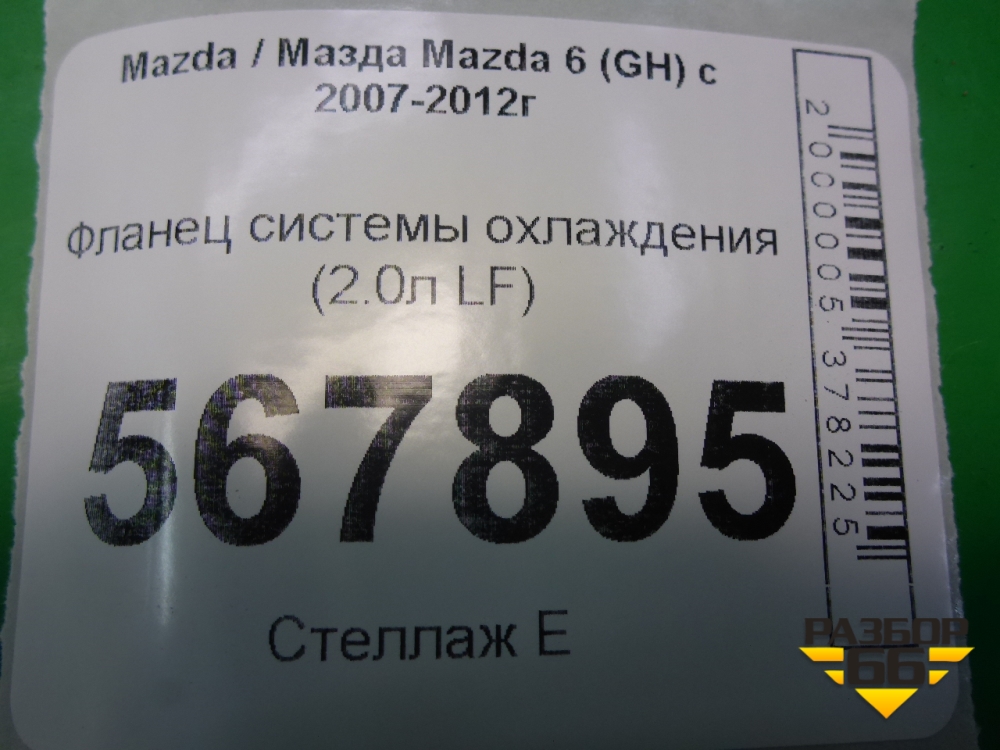 Mazda / Мазда Mazda 6 (GH) с
2007-2012г
Фланец системы охлаждения
(2.0л LF)
567895
Стеллаж Е
2000005378225
РАЗБОР
66